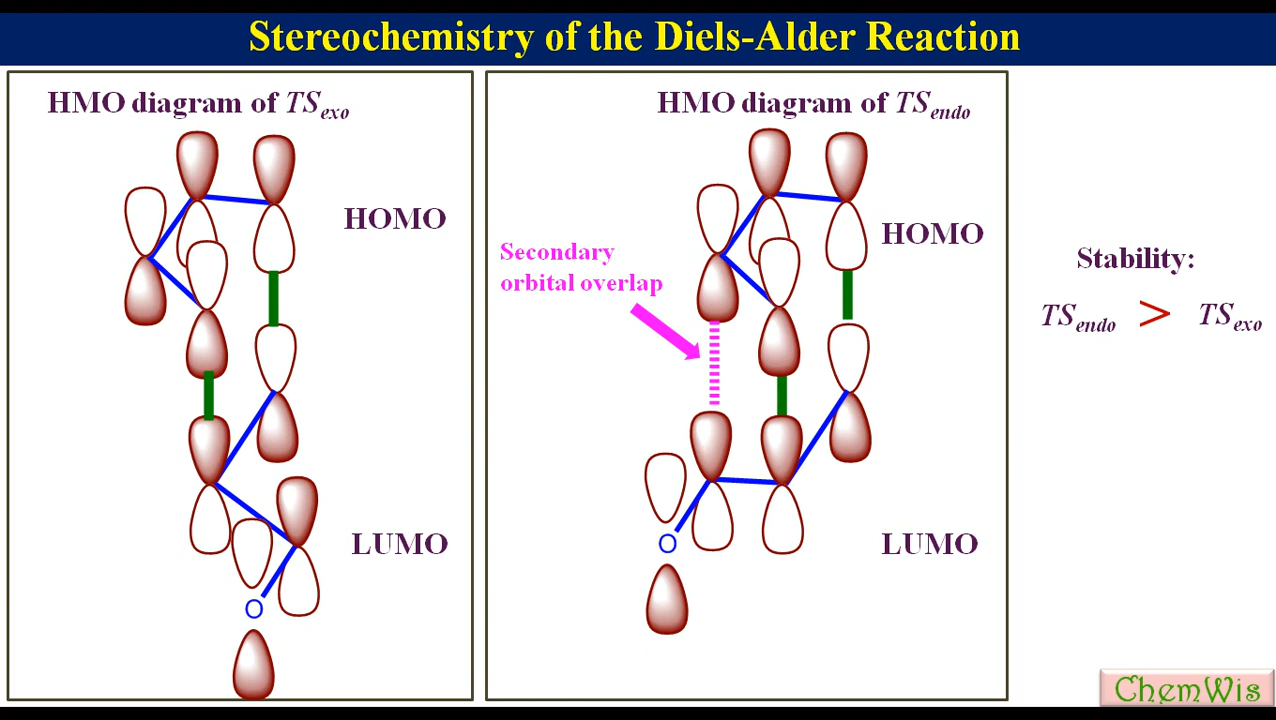 Stereochemistry of the Diels-Alder Reaction
HMO diagram of TSexo
HOMO
LUMO
O
HMO diagram of TSendo
Secondary
orbital overlap
HOMO
LUMO
O
Stability:
TSendo > TSexo
ChemWis